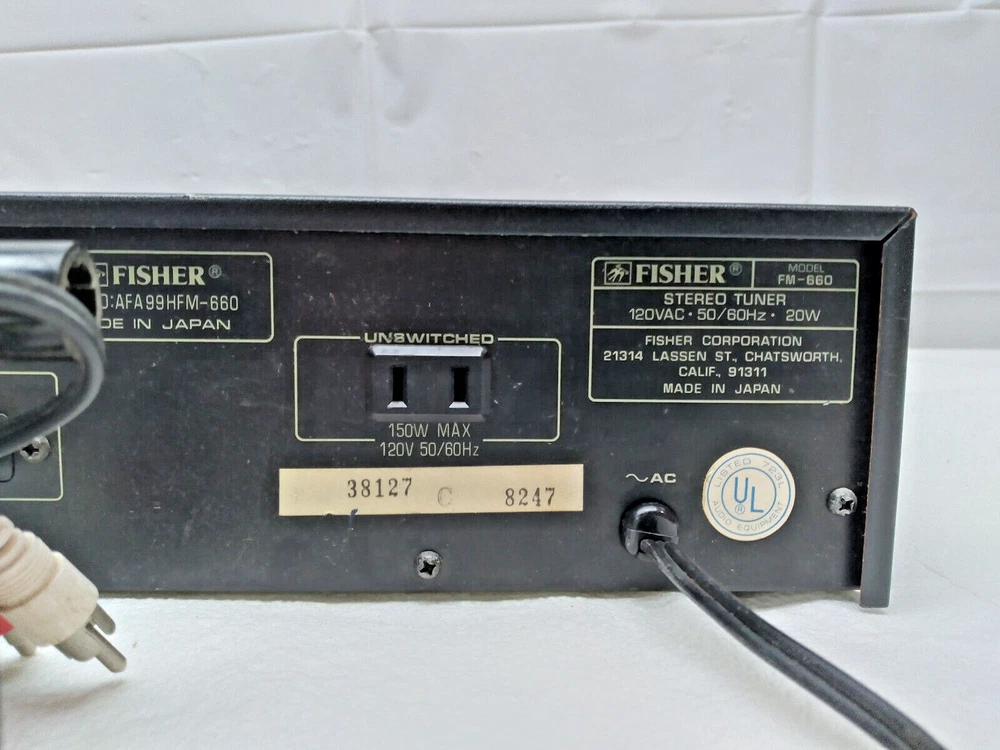 FISHER®
D:AFA99HFM-660
DE IN JAPAN
UNSWITCHED
150W MAX
120V 50/60Hz
38127 C 8247
FISHER®
MODEL
FM-660
STEREO TUNER
120VAC · 50/60Hz · 20W
FISHER CORPORATION
21314 LASSEN ST., CHATSWORTH,
CALIF., 91311
MADE IN JAPAN
~AC
LISTED 723L
UL®
AUDIO EQUIPMENT